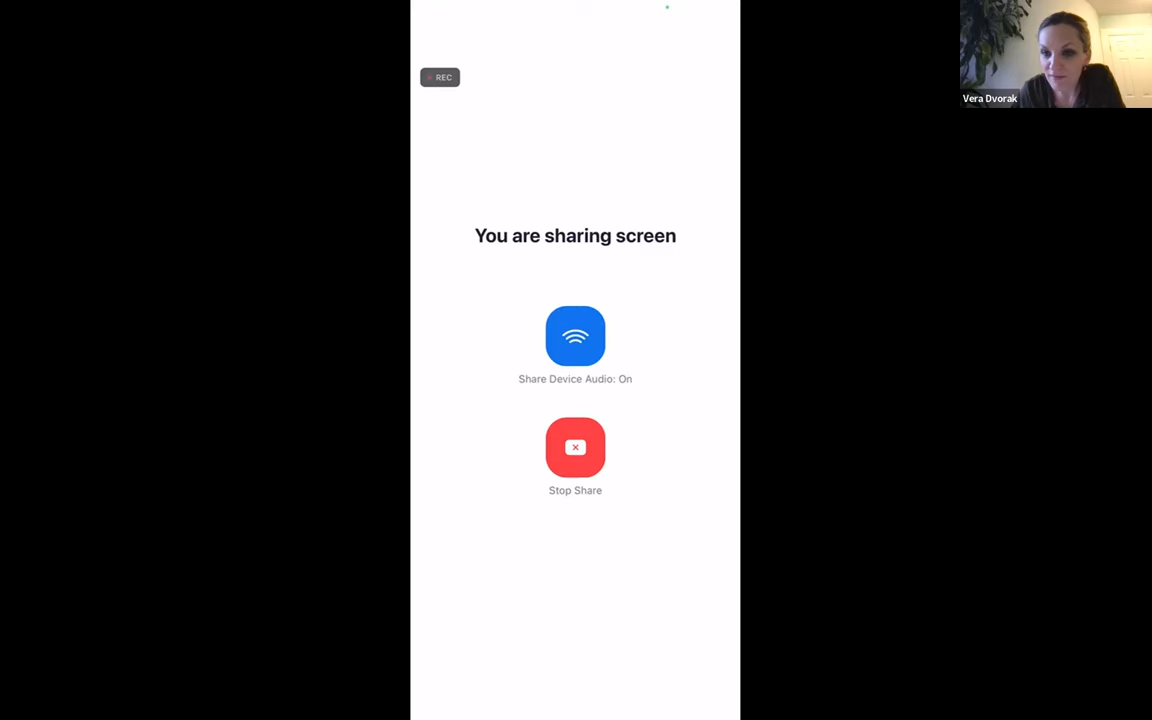 REC
Vera Dvorak
You are sharing screen
Share Device Audio: On
Stop Share